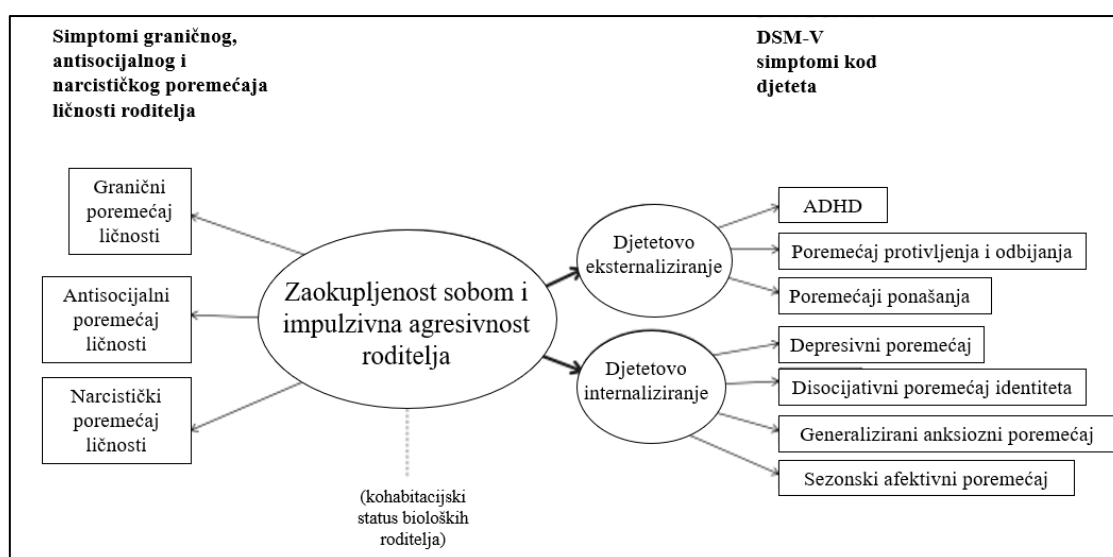 Simptomi graničnog,
antisocijalnog i
narcističkog poremećaja
ličnosti roditelja
DSM-V
simptomi kod
djeteta
Granični
poremećaj
ličnosti
Antisocijalni
poremećaj
ličnosti
Narcistički
poremećaj
ličnosti
Zaokupljenost sobom i
impulzivna agresivnost
roditelja
(kohabitacijski
status bioloških
roditelja)
Djetetovo
eksternaliziranje
Djetetovo
internaliziranje
ADHD
Poremećaj protivljenja i odbijanja
Poremećaji ponašanja
Depresivni poremećaj
Disocijativni poremećaj identiteta
Generalizirani anksiozni poremećaj
Sezonski afektivni poremećaj